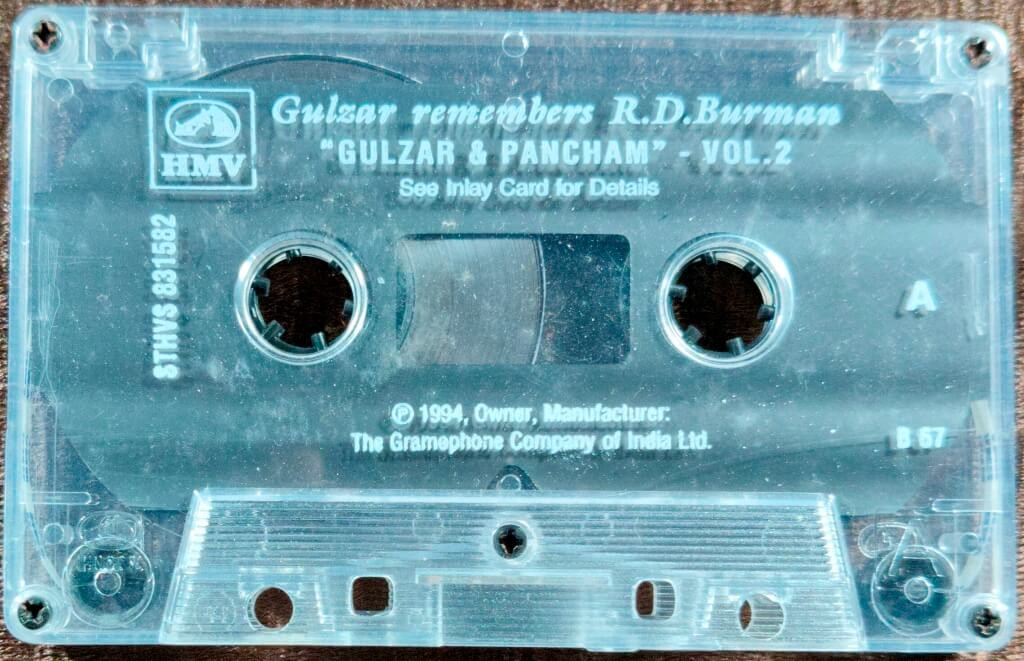 Gulzar remembers R.D.Burman
HMV
"GULZAR & PANCHAM" - VOL.2
See Inlay Card for Details
STHVS 831582
A
℗ 1994, Owner, Manufacturer:
The Gramophone Company of India Ltd.
B 67